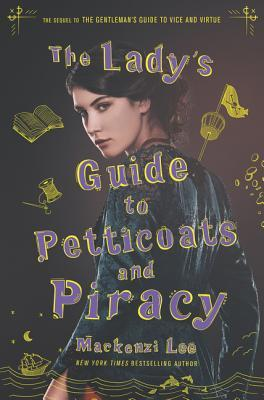 THE SEQUEL TO THE GENTLEMAN'S GUIDE TO VICE AND VIRTUE
The Lady's
Guide
to
Petticoats
and
Piracy
Mackenzi Lee
NEW YORK TIMES BESTSELLING AUTHOR